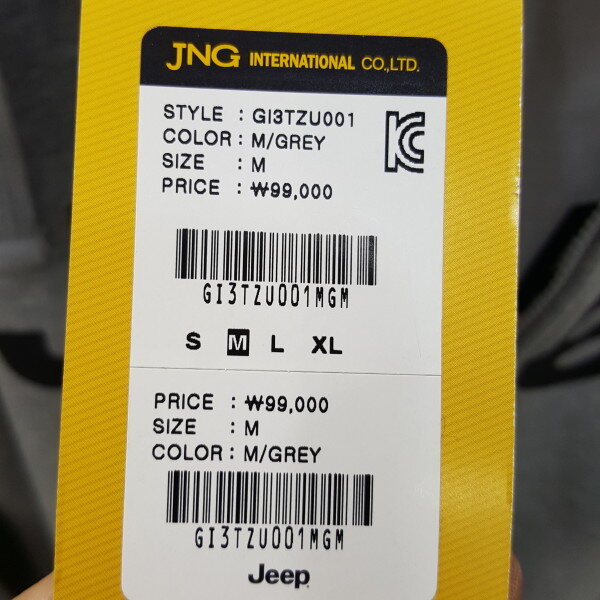 JNG INTERNATIONAL CO.,LTD.
STYLE : GI3TZU001
COLOR : M/GREY
SIZE : M
PRICE : ₩99,000
GI3TZU001MGM
S M L XL
PRICE : ₩99,000
SIZE : M
COLOR : M/GREY
GI3TZU001MGM
Jeep